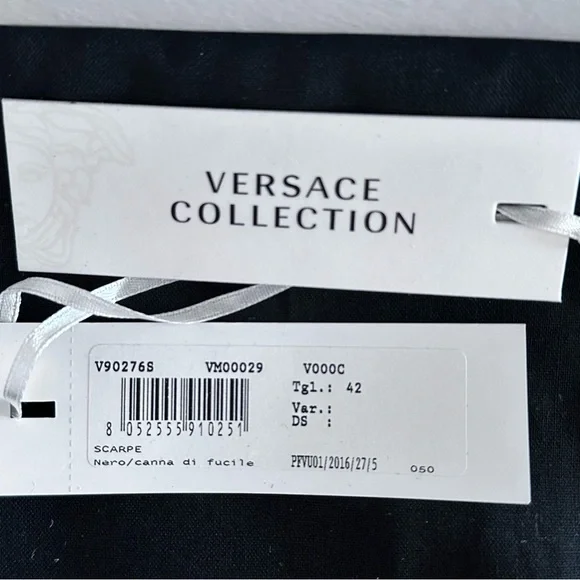 VERSACE
COLLECTION
V90276S VM00029 V000C
Tgl.: 42
Var.:
DS :
8 052555 910251
SCARPE
Nero/canna di fucile
PFVU01/2016/27/5 050